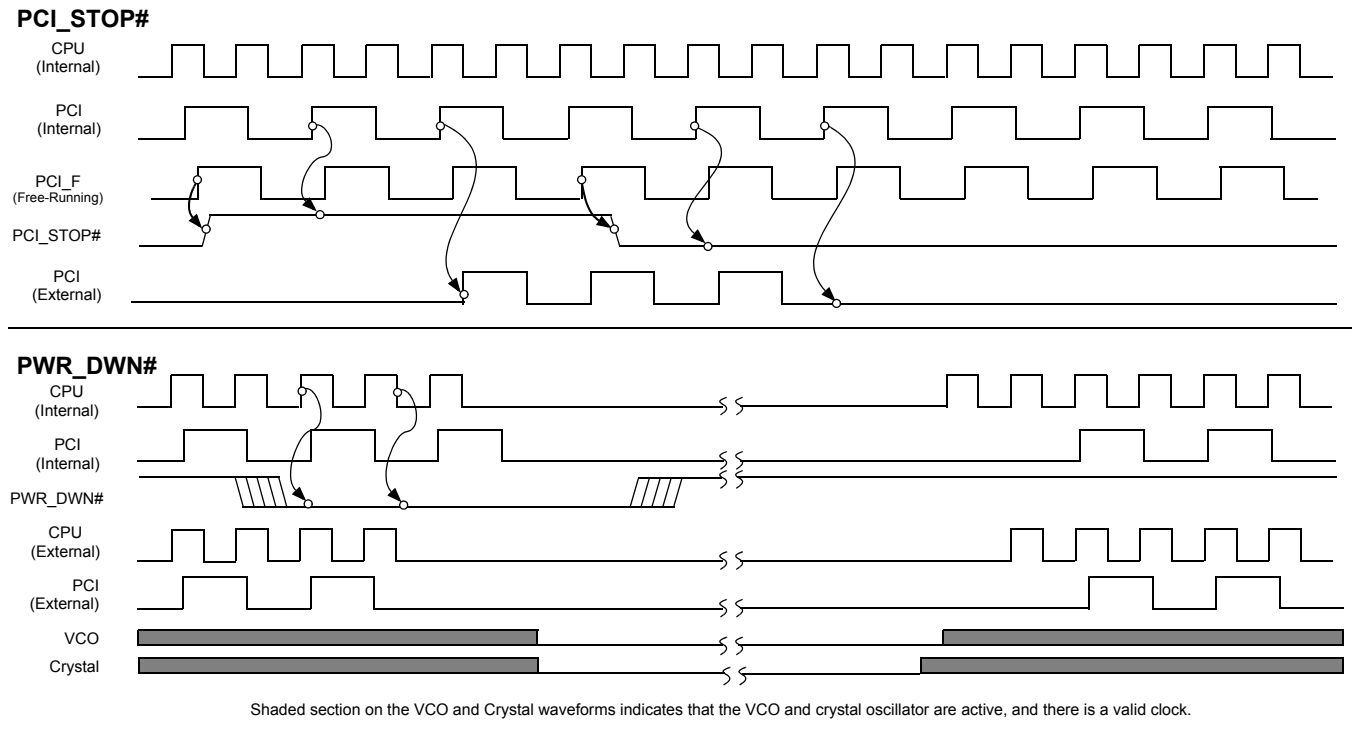 PCI_STOP#
CPU
(Internal)
PCI
(Internal)
PCI_F
(Free-Running)
PCI_STOP#
PCI
(External)
PWR_DWN#
CPU
(Internal)
PCI
(Internal)
PWR_DWN#
CPU
(External)
PCI
(External)
VCO
Crystal
Shaded section on the VCO and Crystal waveforms indicates that the VCO and crystal oscillator are active, and there is a valid clock.